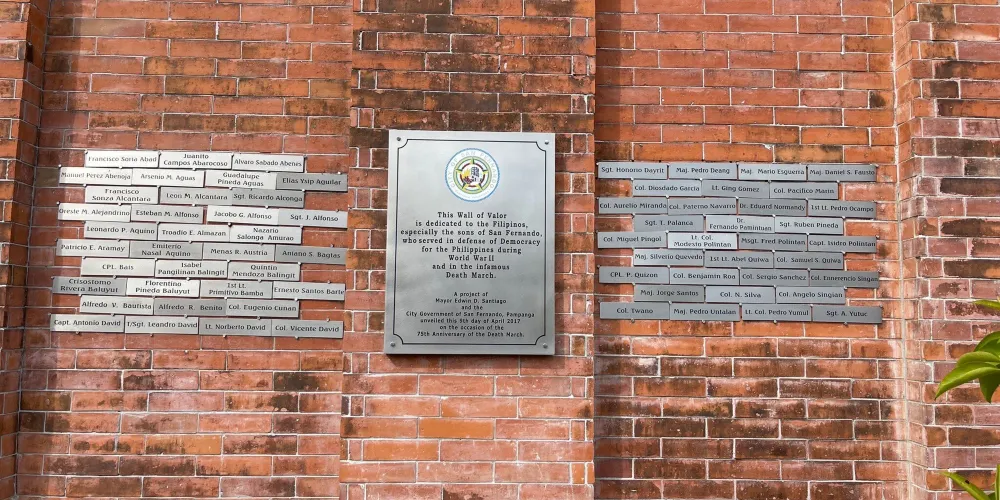 Francisco Soria Abad
Juanito
Campos Abarocoso
Alvaro Sabado Abenis
Manuel Perez Abenoja
Arsenio M. Aguas
Guadalupe
Pineda Aguas
Elias Ysip Aguilar
Francisco
Sonza Alcantara
Leon M. Alcantara
Sgt. Ricardo Alconga
Oreste M. Alejandrino
Esteban M. Alfonso
Jacobo G. Alfonso
Sgt. J. Alfonso
Leonardo P. Aquino
Toadio E. Almazan
Nazario
Salonga Amurao
Patricio E. Aramay
Eniterio
Nasal Aquino
Menas R. Austria
Aniano S. Bagtas
CPL. Bais
Isabel
Pangilinan Balingit
Quintin
Mendoza Balingit
Crisostomo
Rivera Baluyut
Florentino
Pineda Baluyut
1st Lt.
Primitivo Bamba
Ernesto Santos Barte
Alfredo V. Bautista
Alfredo R. Benito
Col. Eugenio Cunan
Capt. Antonio David
T/Sgt. Leandro David
Lt. Norberto David
Col. Vicente David
This Wall of Valor
is dedicated to the Filipinos,
especially the sons of San Fernando,
who served in defense of Democracy
for the Philippines during
World War II
and in the infamous
Death March.
A project of
Mayor Edwin D. Santiago
and the
City Government of San Fernando, Pampanga
unveiled this 9th day of April 2017
on the occasion of the
75th Anniversary of the Death March.
Sgt. Honorio Dayrit
Maj. Pedro Deang
Maj. Mario Esguerra
Maj. Daniel S. Fausto
Col. Dioadado Garcia
Lt. Ging Gomez
Col. Pacifico Maxin
Col. Aurelio Miranda
Col. Palermo Navarro
Dr. Eduard Normandy
1st Lt. Pedro Ocampo
Sgt. T. Palanca
Dr.
Fernando Pamintuan
Sgt. Ruben Pineda
Col. Miguel Pingol
Lt. Col.
Modesto Polintan
Msgt. Fred Polintan
Capt. Isidro Polintan
Maj. Silverio Quevedo
1st Lt. Abel Quiwa
Col. Samuel S. Quiwa
CPL. P. Quizon
Col. Benjamin Roa
Col. Sergio Sanchez
Col. Emerencio Singian
Maj. Jorge Santos
Col. N. Silva
Col. Angelo Singian
Col. Twano
Maj. Pedro Untalan
Lt. Col. Pedro Yumul
Sgt. A. Yutuc